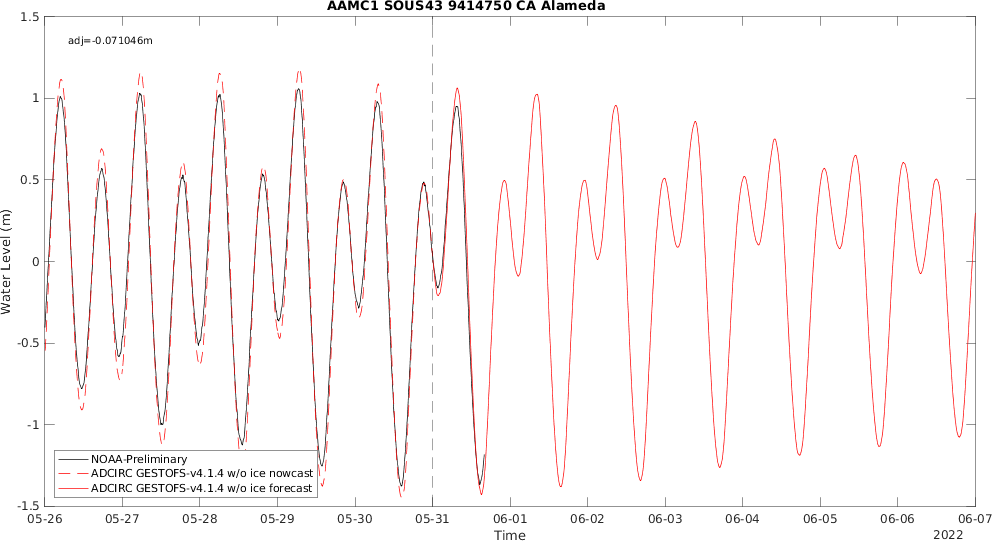 AAMC1 SOUS43 9414750 CA Alameda
adj=-0.071046m
1.5
1
0.5
0
-0.5
-1
-1.5
Water Level (m)
NOAA-Preliminary
ADCIRC GESTOFS-v4.1.4 w/o ice nowcast
ADCIRC GESTOFS-v4.1.4 w/o ice forecast
05-26 05-27 05-28 05-29 05-30 05-31 06-01 06-02 06-03 06-04 06-05 06-06 06-07
Time
2022